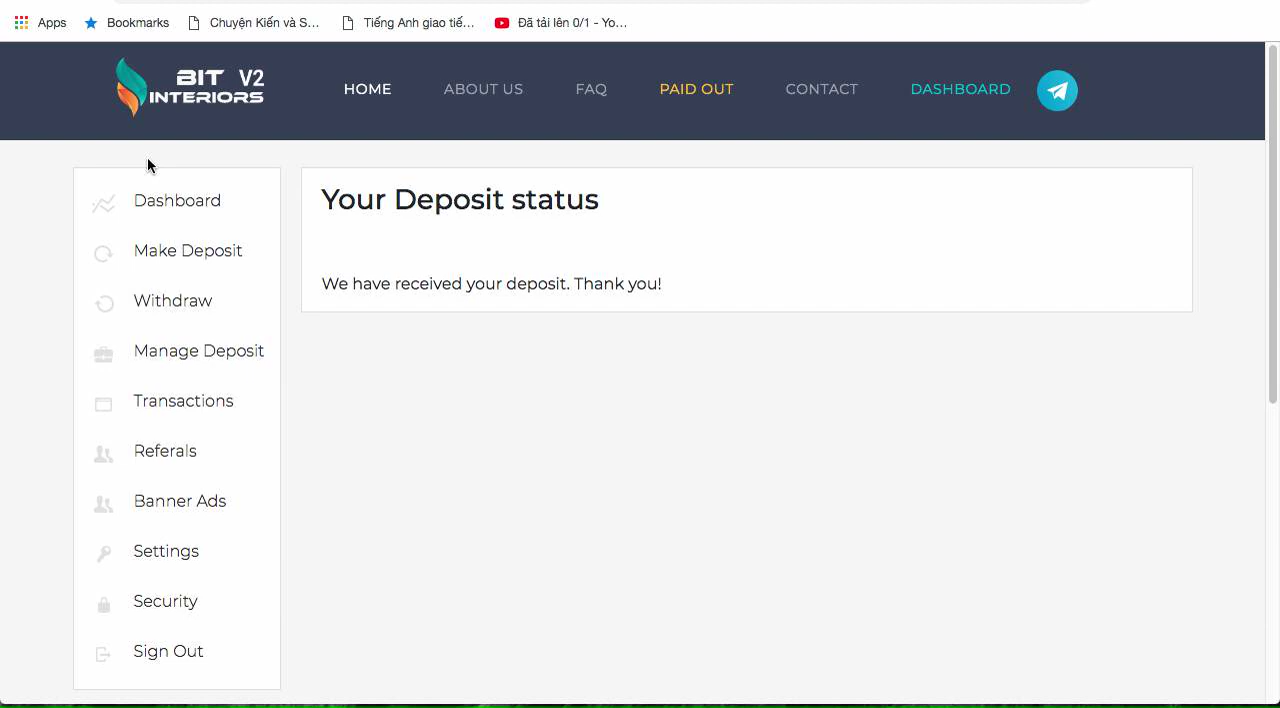 Apps Bookmarks Chuyện Kiến và S... Tiếng Anh giao tiế... Đã tải lên 0/1 - Yo...
BIT V2
INTERIORS
HOME ABOUT US FAQ PAID OUT CONTACT DASHBOARD
Dashboard
Make Deposit
Withdraw
Manage Deposit
Transactions
Referals
Banner Ads
Settings
Security
Sign Out
Your Deposit status
We have received your deposit. Thank you!